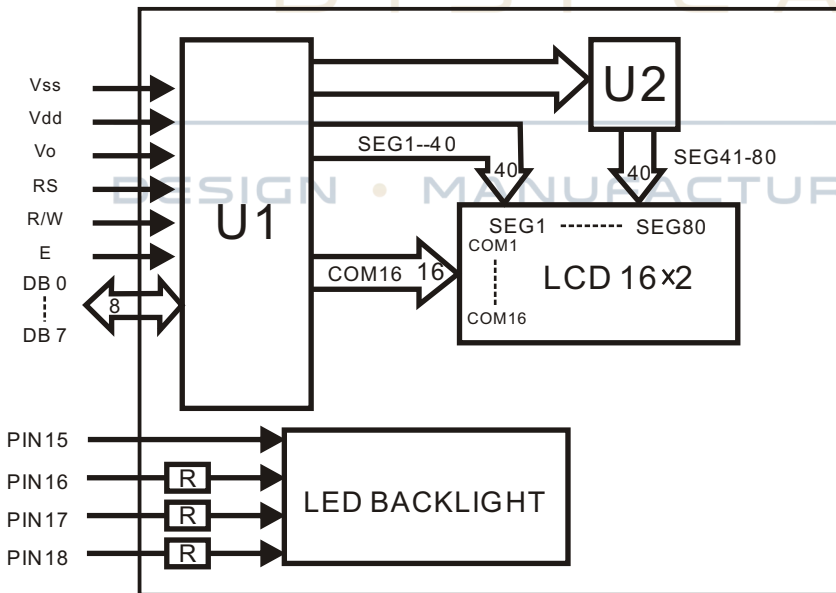 Vss
Vdd
Vo
RS
R/W
E
DB 0
DB 7
8
U1
U2
SEG1--40
40
SEG41-80
40
SEG1 SEG80
COM1
COM16
LCD 16×2
COM16 16
DESIGN • MANUFACTUR
PIN15
PIN16 R
PIN17 R
PIN18 R
LED BACKLIGHT